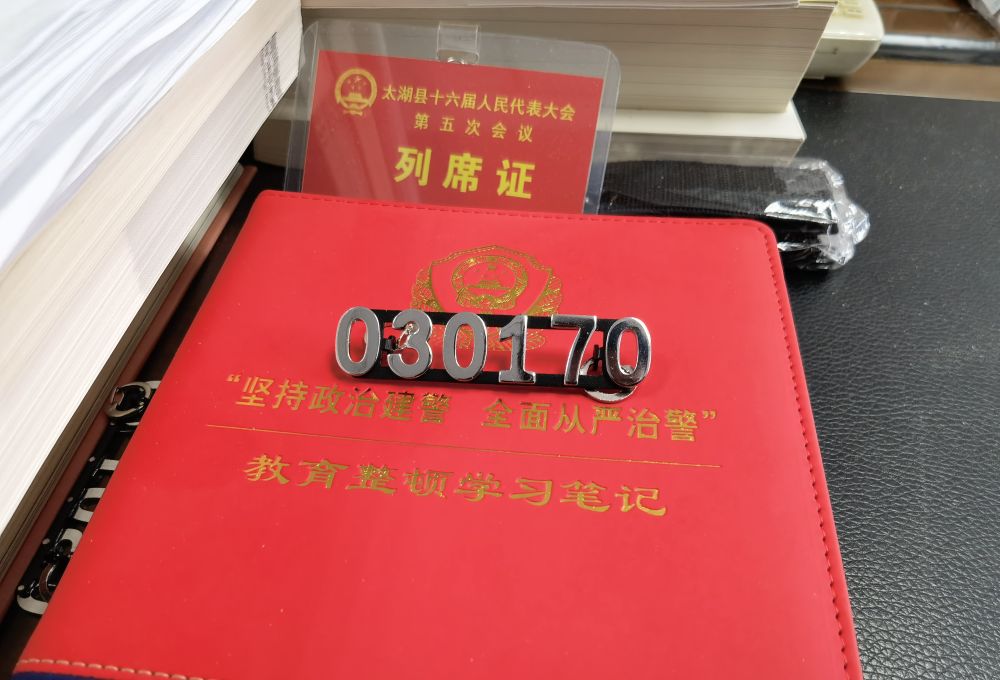 太湖县十六届人民代表大会
第五次会议
列席证
030170
“坚持政治建警 全面从严治警”
教育整顿学习笔记